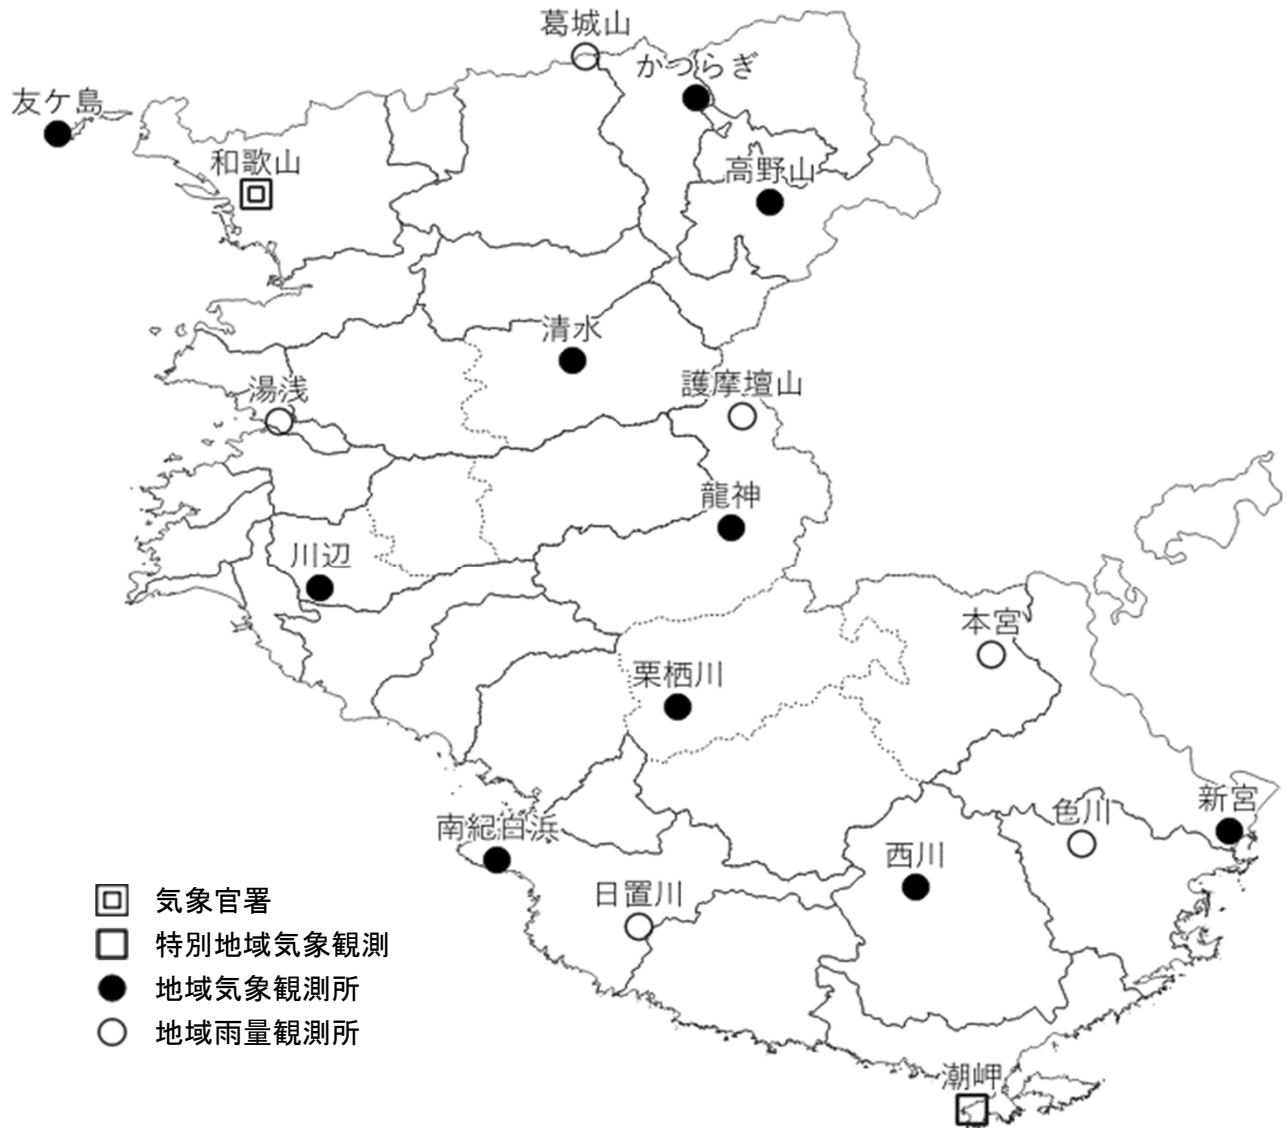 葛城山
かつらぎ
友ケ島
和歌山
高野山
清水
護摩壇山
湯浅
龍神
川辺
本宮
栗栖川
新宮
色川
南紀白浜
西川
日置川
潮岬
気象官署
特別地域気象観測
地域気象観測所
地域雨量観測所